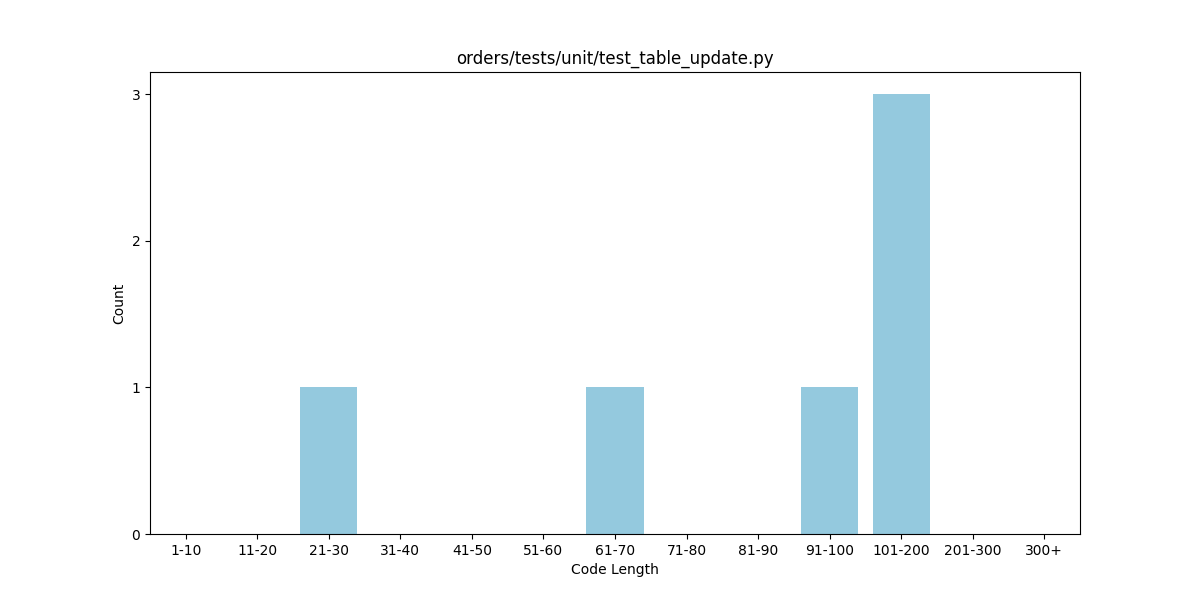 orders/tests/unit/test_table_update.py
3
2
1
0
Count
1-10 11-20 21-30 31-40 41-50 51-60 61-70 71-80 81-90 91-100 101-200 201-300 300+
Code Length